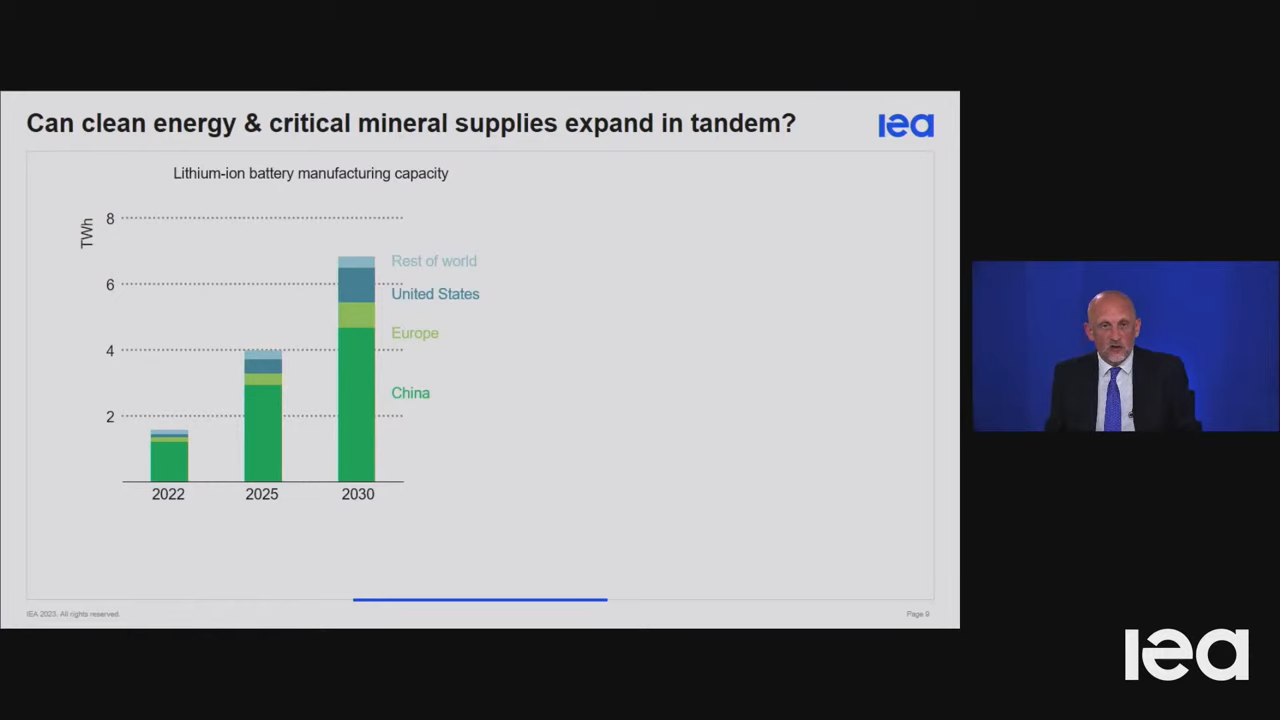 Can clean energy & critical mineral supplies expand in tandem?
iea
Lithium-ion battery manufacturing capacity
TWh
8
6
4
2
Rest of world
United States
Europe
China
2022
2025
2030
IEA 2023. All rights reserved.
Page 9
iea